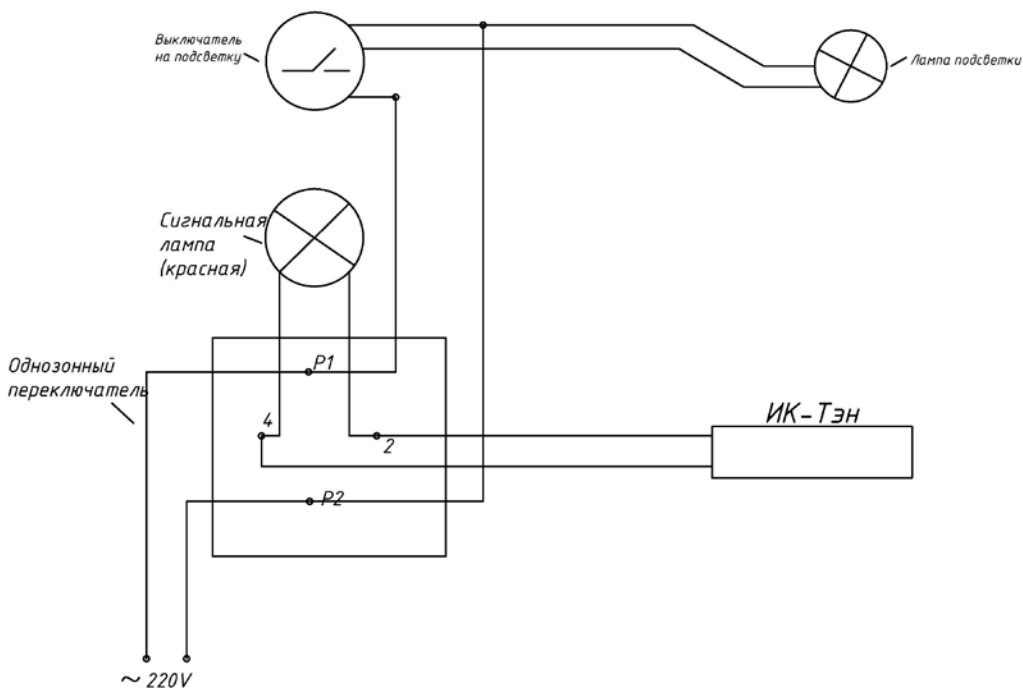 Выключатель
на подсветку
Лампа подсветки
Сигнальная
лампа
(красная)
Однозонный
переключатель
P1
4
2
ИК-Тэн
P2
~ 220V